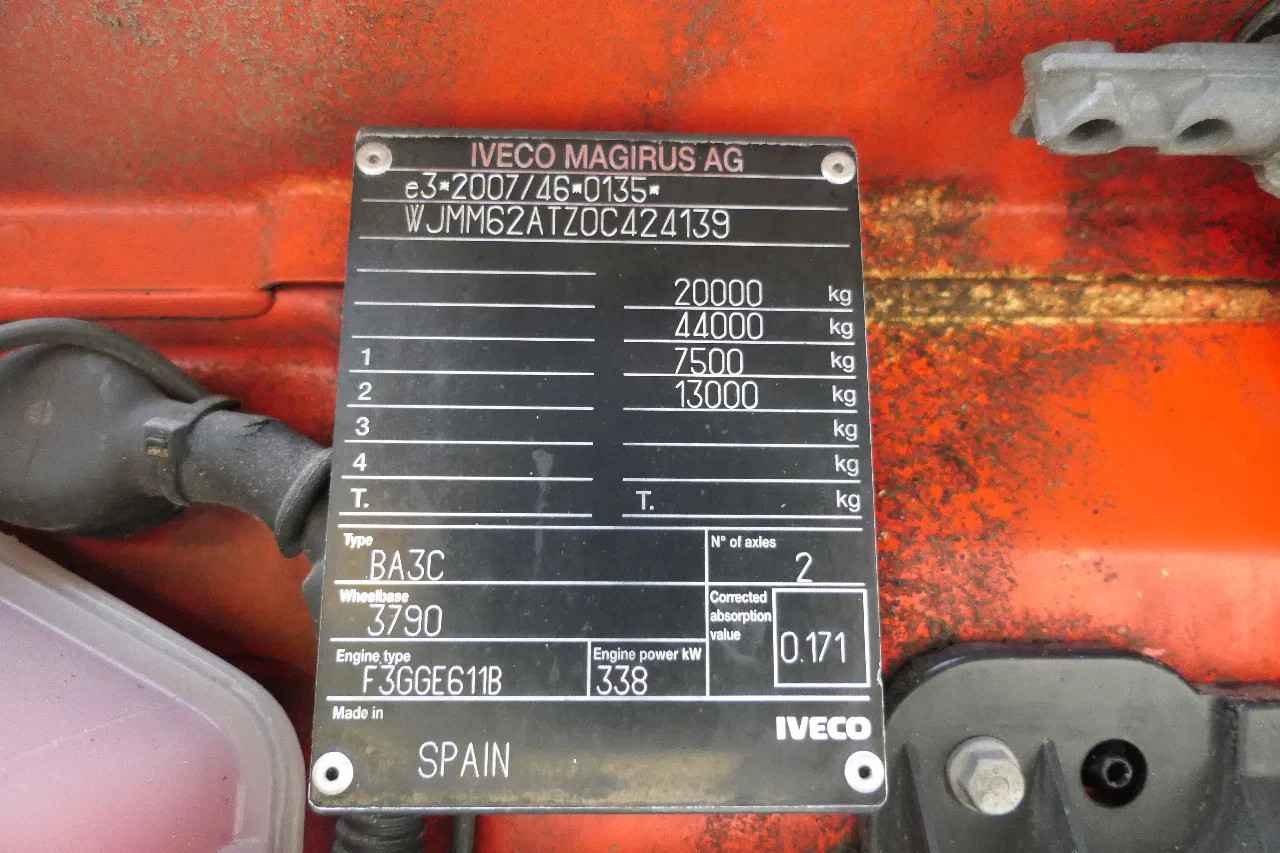 IVECO MAGIRUS AG
e3*2007/46*0135*
WJMM62ATZ0C424139
20000 kg
44000 kg
1 7500 kg
2 13000 kg
3 kg
4 kg
T. T. kg
Type N° of axles
BA3C 2
Wheelbase Corrected absorption value
3790 0.171
Engine type Engine power kW
F3GGE611B 338
Made in IVECO
SPAIN